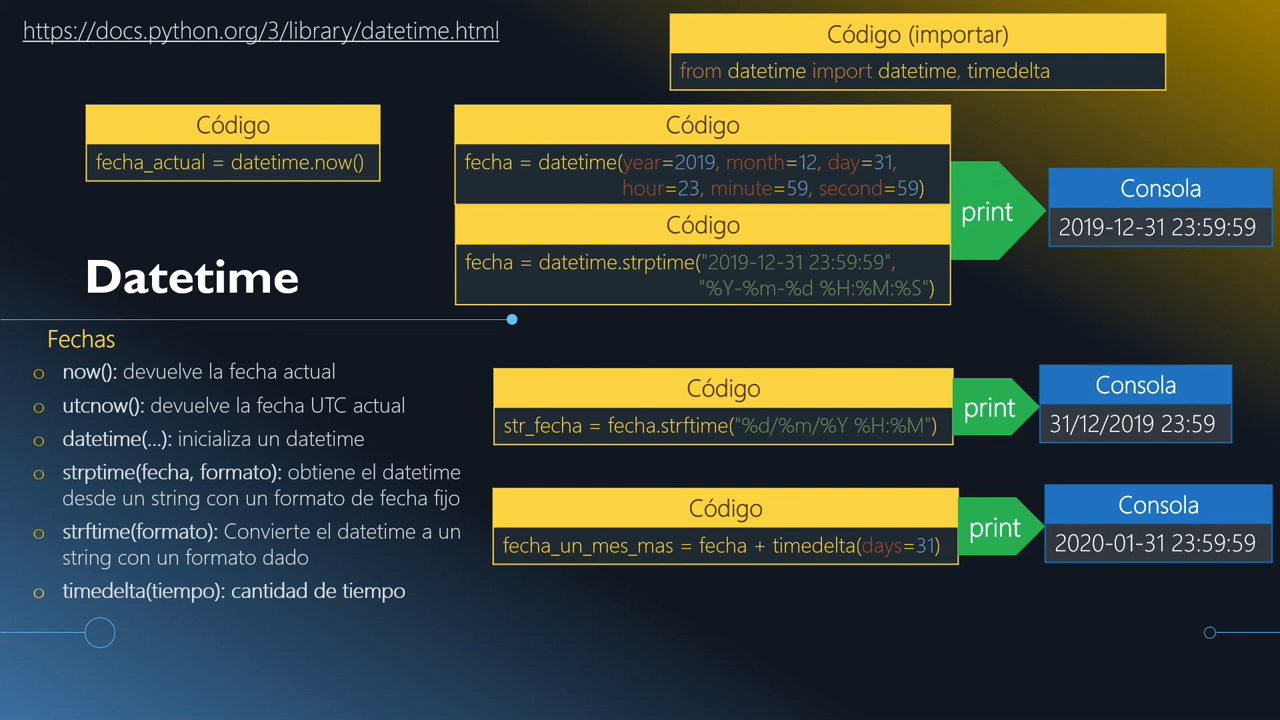 https://docs.python.org/3/library/datetime.html
Código (importar)
from datetime import datetime, timedelta
Código
fecha_actual = datetime.now()
Código
fecha = datetime(year=2019, month=12, day=31,
hour=23, minute=59, second=59)
Código
fecha = datetime.strptime("2019-12-31 23:59:59",
"%Y-%m-%d %H:%M:%S")
print
Consola
2019-12-31 23:59:59
Datetime
Fechas
o now(): devuelve la fecha actual
o utcnow(): devuelve la fecha UTC actual
o datetime(...): inicializa un datetime
o strptime(fecha, formato): obtiene el datetime
desde un string con un formato de fecha fijo
o strftime(formato): Convierte el datetime a un
string con un formato dado
o timedelta(tiempo): cantidad de tiempo
Código
str_fecha = fecha.strftime("%d/%m/%Y %H:%M")
print
Consola
31/12/2019 23:59
Código
fecha_un_mes_mas = fecha + timedelta(days=31)
print
Consola
2020-01-31 23:59:59